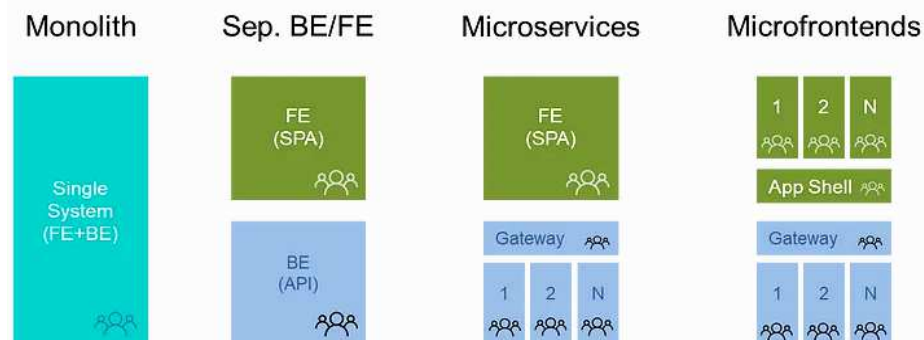 Monolith
Sep. BE/FE
Microservices
Microfrontends
Single
System
(FE+BE)
FE
(SPA)
BE
(API)
FE
(SPA)
Gateway
1 2 N
1 2 N
App Shell
Gateway
1 2 N